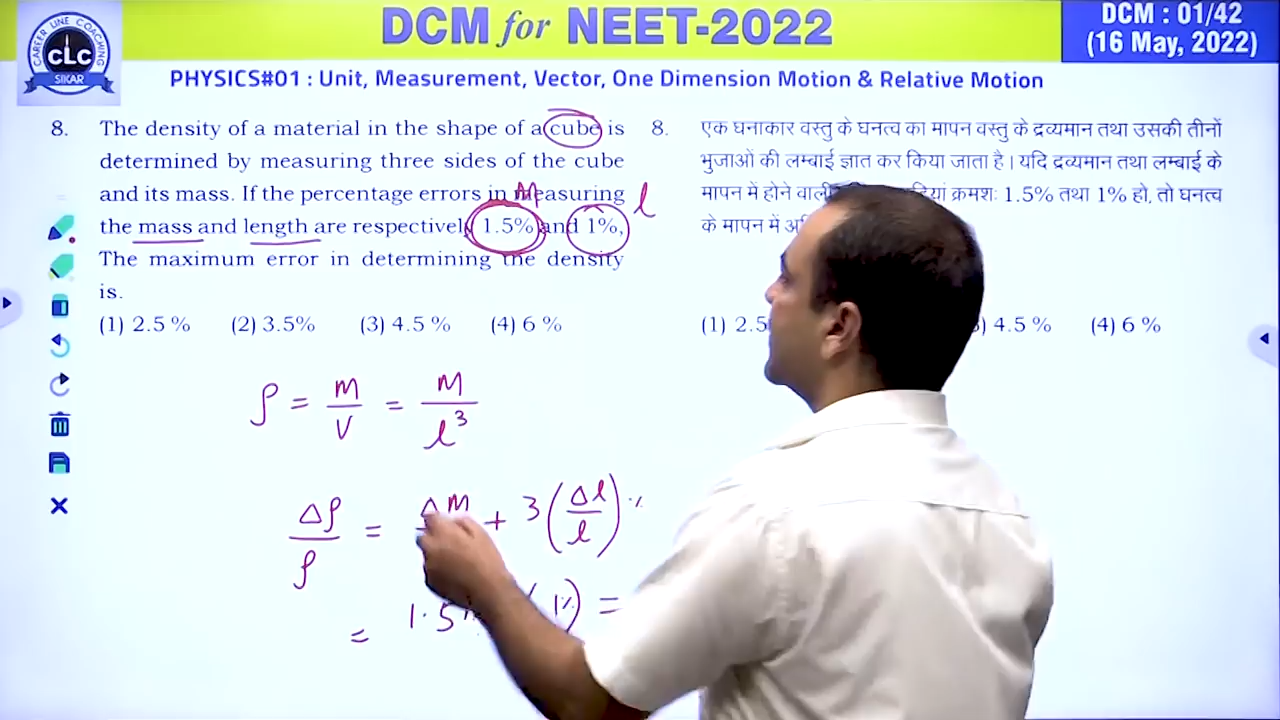 CAREER LINE COACHING
CLC
SIKAR
DCM for NEET-2022
DCM : 01/42
(16 May, 2022)
PHYSICS#01 : Unit, Measurement, Vector, One Dimension Motion & Relative Motion
8. The density of a material in the shape of a cube is
determined by measuring three sides of the cube
and its mass. If the percentage errors in measuring
M
l
the mass and length are respectively 1.5% and 1%,
The maximum error in determining the density
is.
(1) 2.5 % (2) 3.5% (3) 4.5 % (4) 6 %
8. एक घनाकार वस्तु के घनत्व का मापन वस्तु के द्रव्यमान तथा उसकी तीनों
भुजाओं की लम्बाई ज्ञात कर किया जाता है। यदि द्रव्यमान तथा लम्बाई के
मापन में होने वाली क्रमशः 1.5% तथा 1% हो, तो घनत्व
के मापन में
(1) 2.5 4.5 % (4) 6 %
ρ = M/V = M/l³
Δρ/ρ = ΔM + 3(Δl/l)%
= 1.5% (1%) =